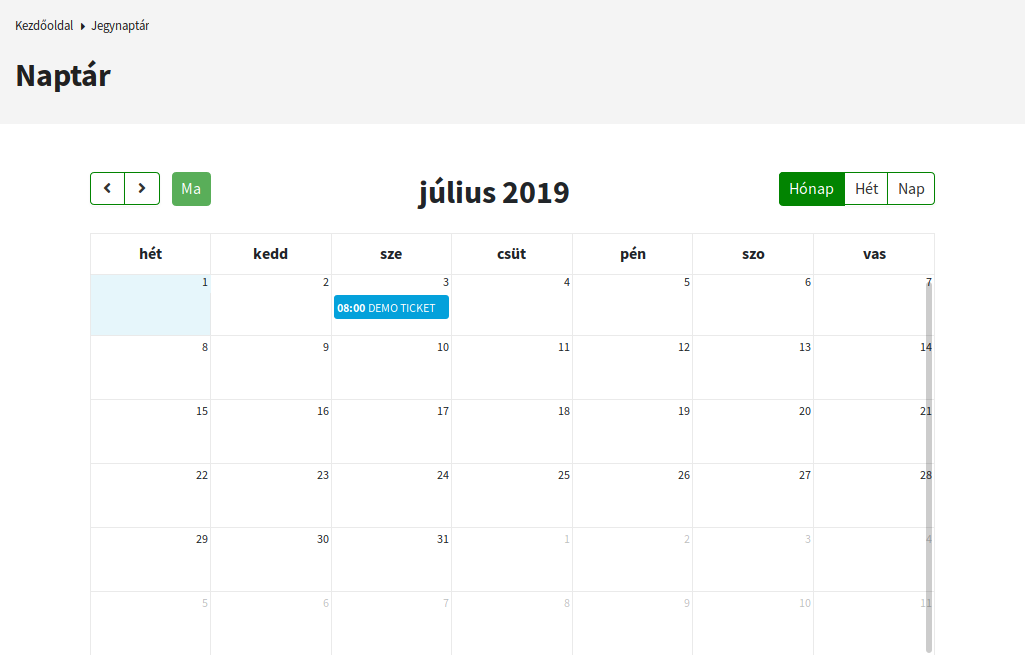 Kezdőoldal Jegynaptár
Naptár
Ma július 2019 Hónap Hét Nap
hét kedd sze csüt pén szo vas
1 2 3 4 5 6 7
08:00 DEMO TICKET
8 9 10 11 12 13 14
15 16 17 18 19 20 21
22 23 24 25 26 27 28
29 30 31 1 2 3 4
5 6 7 8 9 10 11